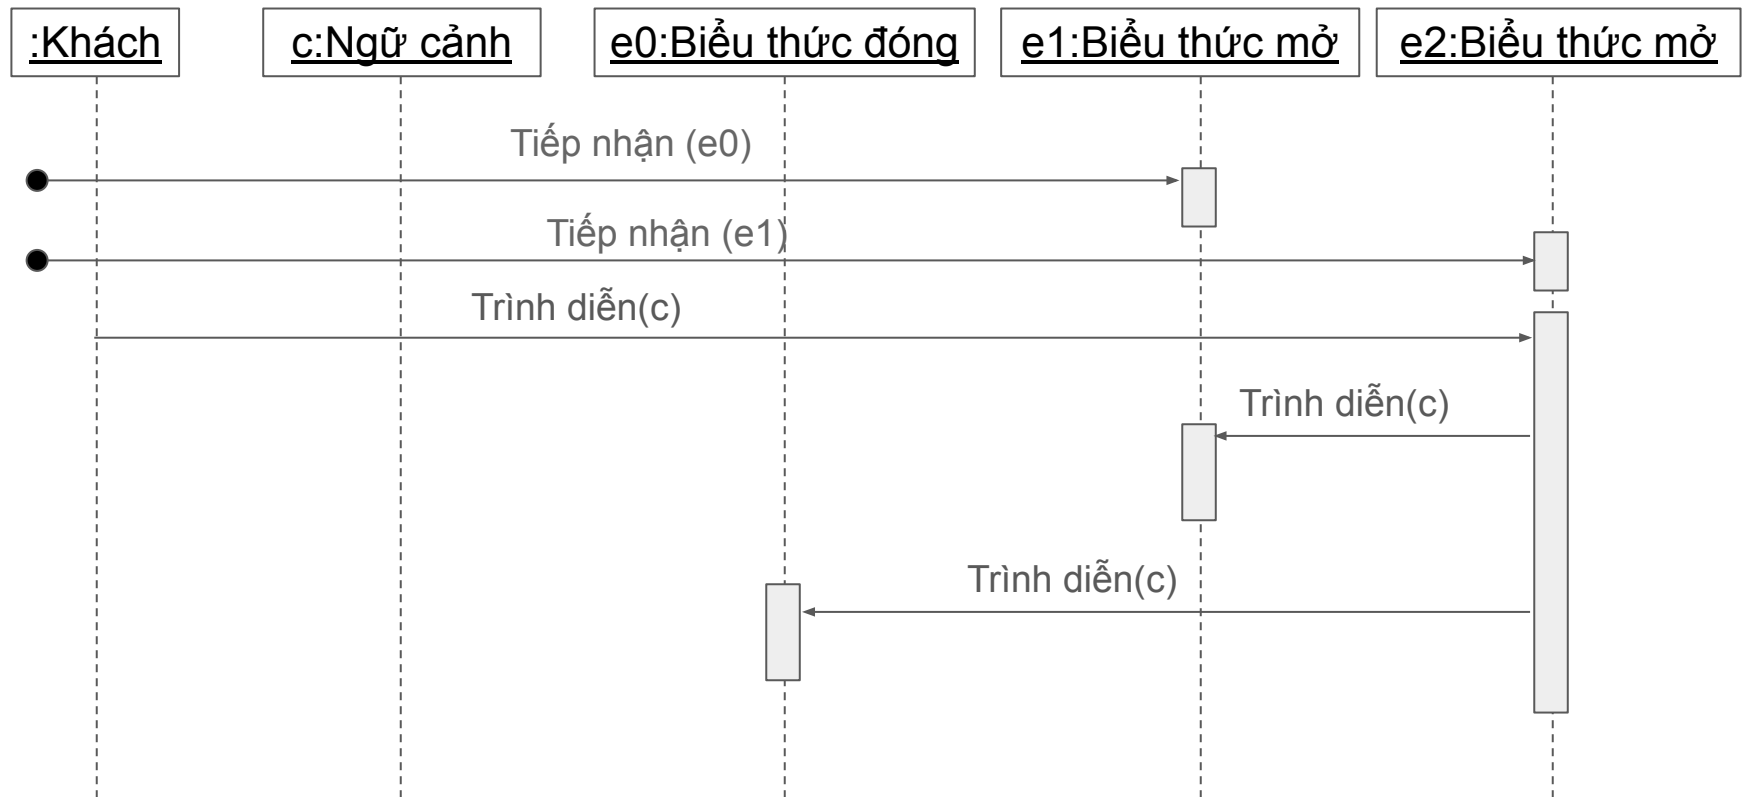 :Khách
c:Ngữ cảnh
e0:Biểu thức đóng
e1:Biểu thức mở
e2:Biểu thức mở
Tiếp nhận (e0)
Tiếp nhận (e1)
Trình diễn(c)
Trình diễn(c)
Trình diễn(c)